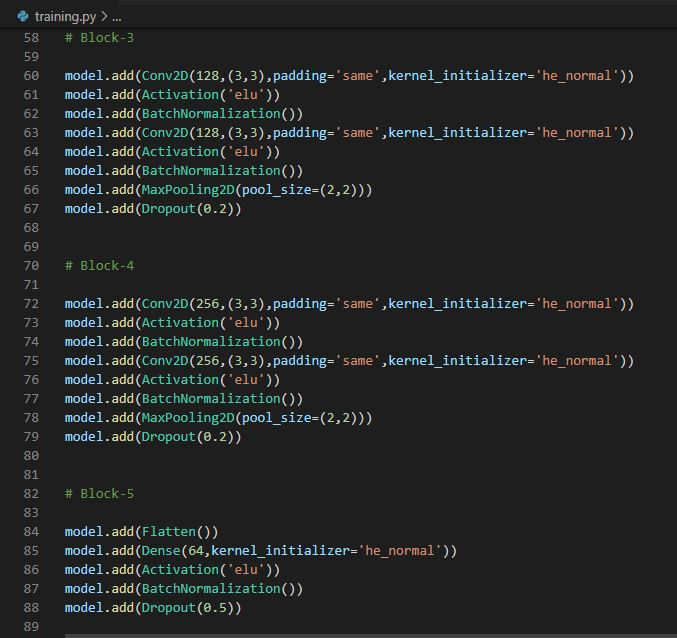 training.py > ...
58 # Block-3
59
60 model.add(Conv2D(128,(3,3),padding='same',kernel_initializer='he_normal'))
61 model.add(Activation('elu'))
62 model.add(BatchNormalization())
63 model.add(Conv2D(128,(3,3),padding='same',kernel_initializer='he_normal'))
64 model.add(Activation('elu'))
65 model.add(BatchNormalization())
66 model.add(MaxPooling2D(pool_size=(2,2)))
67 model.add(Dropout(0.2))
68
69
70 # Block-4
71
72 model.add(Conv2D(256,(3,3),padding='same',kernel_initializer='he_normal'))
73 model.add(Activation('elu'))
74 model.add(BatchNormalization())
75 model.add(Conv2D(256,(3,3),padding='same',kernel_initializer='he_normal'))
76 model.add(Activation('elu'))
77 model.add(BatchNormalization())
78 model.add(MaxPooling2D(pool_size=(2,2)))
79 model.add(Dropout(0.2))
80
81
82 # Block-5
83
84 model.add(Flatten())
85 model.add(Dense(64,kernel_initializer='he_normal'))
86 model.add(Activation('elu'))
87 model.add(BatchNormalization())
88 model.add(Dropout(0.5))
89